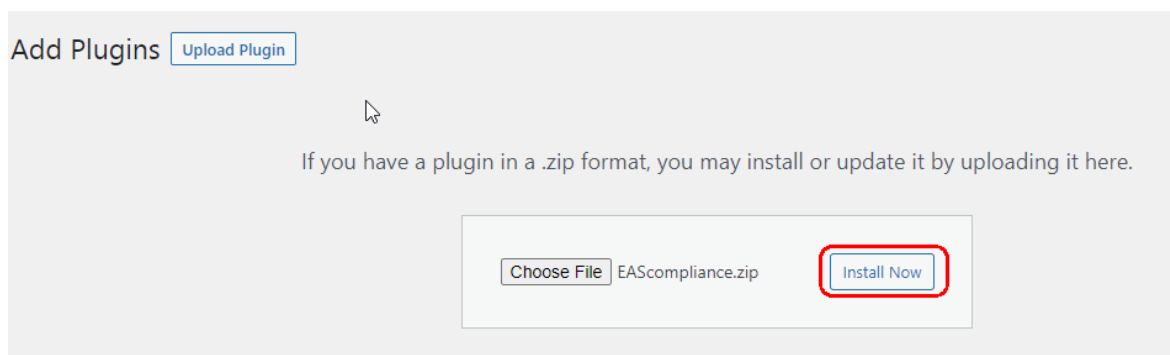 Add Plugins Upload Plugin
If you have a plugin in a .zip format, you may install or update it by uploading it here.
Choose File EAScompliance.zip Install Now